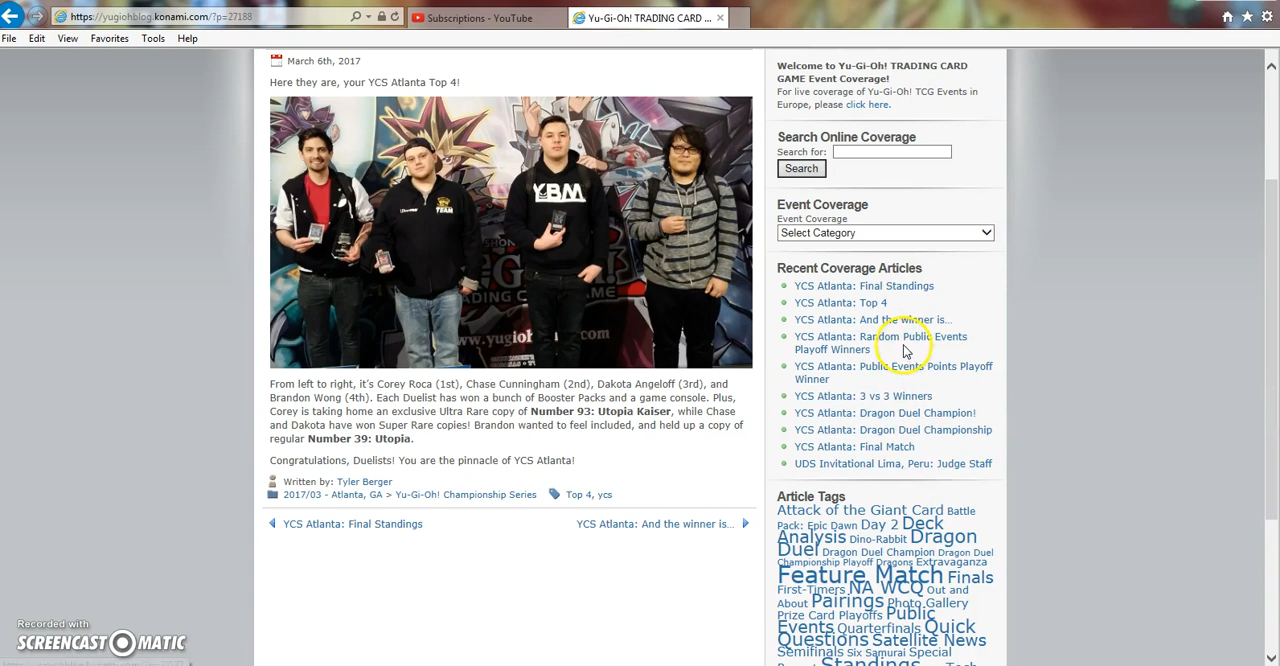 https://yugiohblog.konami.com/?p=27188
Subscriptions - YouTube
Yu-Gi-Oh! TRADING CARD ...
File Edit View Favorites Tools Help
March 6th, 2017
Here they are, your YCS Atlanta Top 4!
YBM
TEAM
TRADING CARD GAME
www.yugioh
From left to right, it's Corey Roca (1st), Chase Cunningham (2nd), Dakota Angeloff (3rd), and
Brandon Wong (4th). Each Duelist has won a bunch of Booster Packs and a game console. Plus,
Corey is taking home an exclusive Ultra Rare copy of Number 93: Utopia Kaiser, while Chase
and Dakota have won Super Rare copies! Brandon wanted to feel included, and held up a copy of
regular Number 39: Utopia.
Congratulations, Duelists! You are the pinnacle of YCS Atlanta!
Written by: Tyler Berger
2017/03 - Atlanta, GA > Yu-Gi-Oh! Championship Series Top 4, ycs
YCS Atlanta: Final Standings YCS Atlanta: And the winner is...
Welcome to Yu-Gi-Oh! TRADING CARD
GAME Event Coverage!
For live coverage of Yu-Gi-Oh! TCG Events in
Europe, please click here.
Search Online Coverage
Search for:
Search
Event Coverage
Event Coverage
Select Category
Recent Coverage Articles
YCS Atlanta: Final Standings
YCS Atlanta: Top 4
YCS Atlanta: And the winner is...
YCS Atlanta: Random Public Events
Playoff Winners
YCS Atlanta: Public Events Points Playoff
Winner
YCS Atlanta: 3 vs 3 Winners
YCS Atlanta: Dragon Duel Champion!
YCS Atlanta: Dragon Duel Championship
YCS Atlanta: Final Match
UDS Invitational Lima, Peru: Judge Staff
Article Tags
Attack of the Giant Card Battle
Pack: Epic Dawn Day 2 Deck
Analysis Dino-Rabbit Dragon
Duel Dragon Duel Champion Dragon Duel
Championship Playoff Dragons Extravaganza
Feature Match Finals
First-Timers NA WCQ Out and
About Pairings Photo Gallery
Prize Card Playoffs Public
Events Quarterfinals Quick
Questions Satellite News
Semifinals Six Samurai Special
Standings
Recorded with
SCREENCAST-O-MATIC